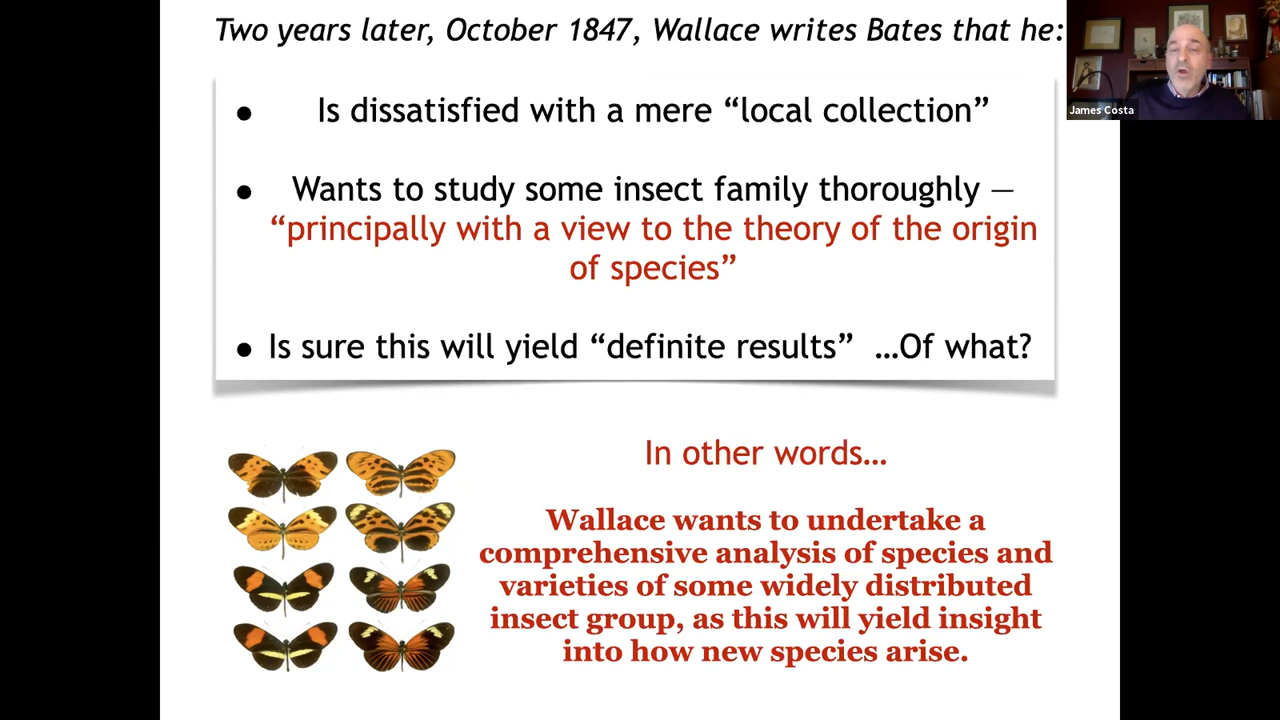 Two years later, October 1847, Wallace writes Bates that he:
James Costa
● Is dissatisfied with a mere “local collection”
● Wants to study some insect family thoroughly —
“principally with a view to the theory of the origin
of species”
● Is sure this will yield “definite results” …Of what?
In other words…
Wallace wants to undertake a
comprehensive analysis of species and
varieties of some widely distributed
insect group, as this will yield insight
into how new species arise.